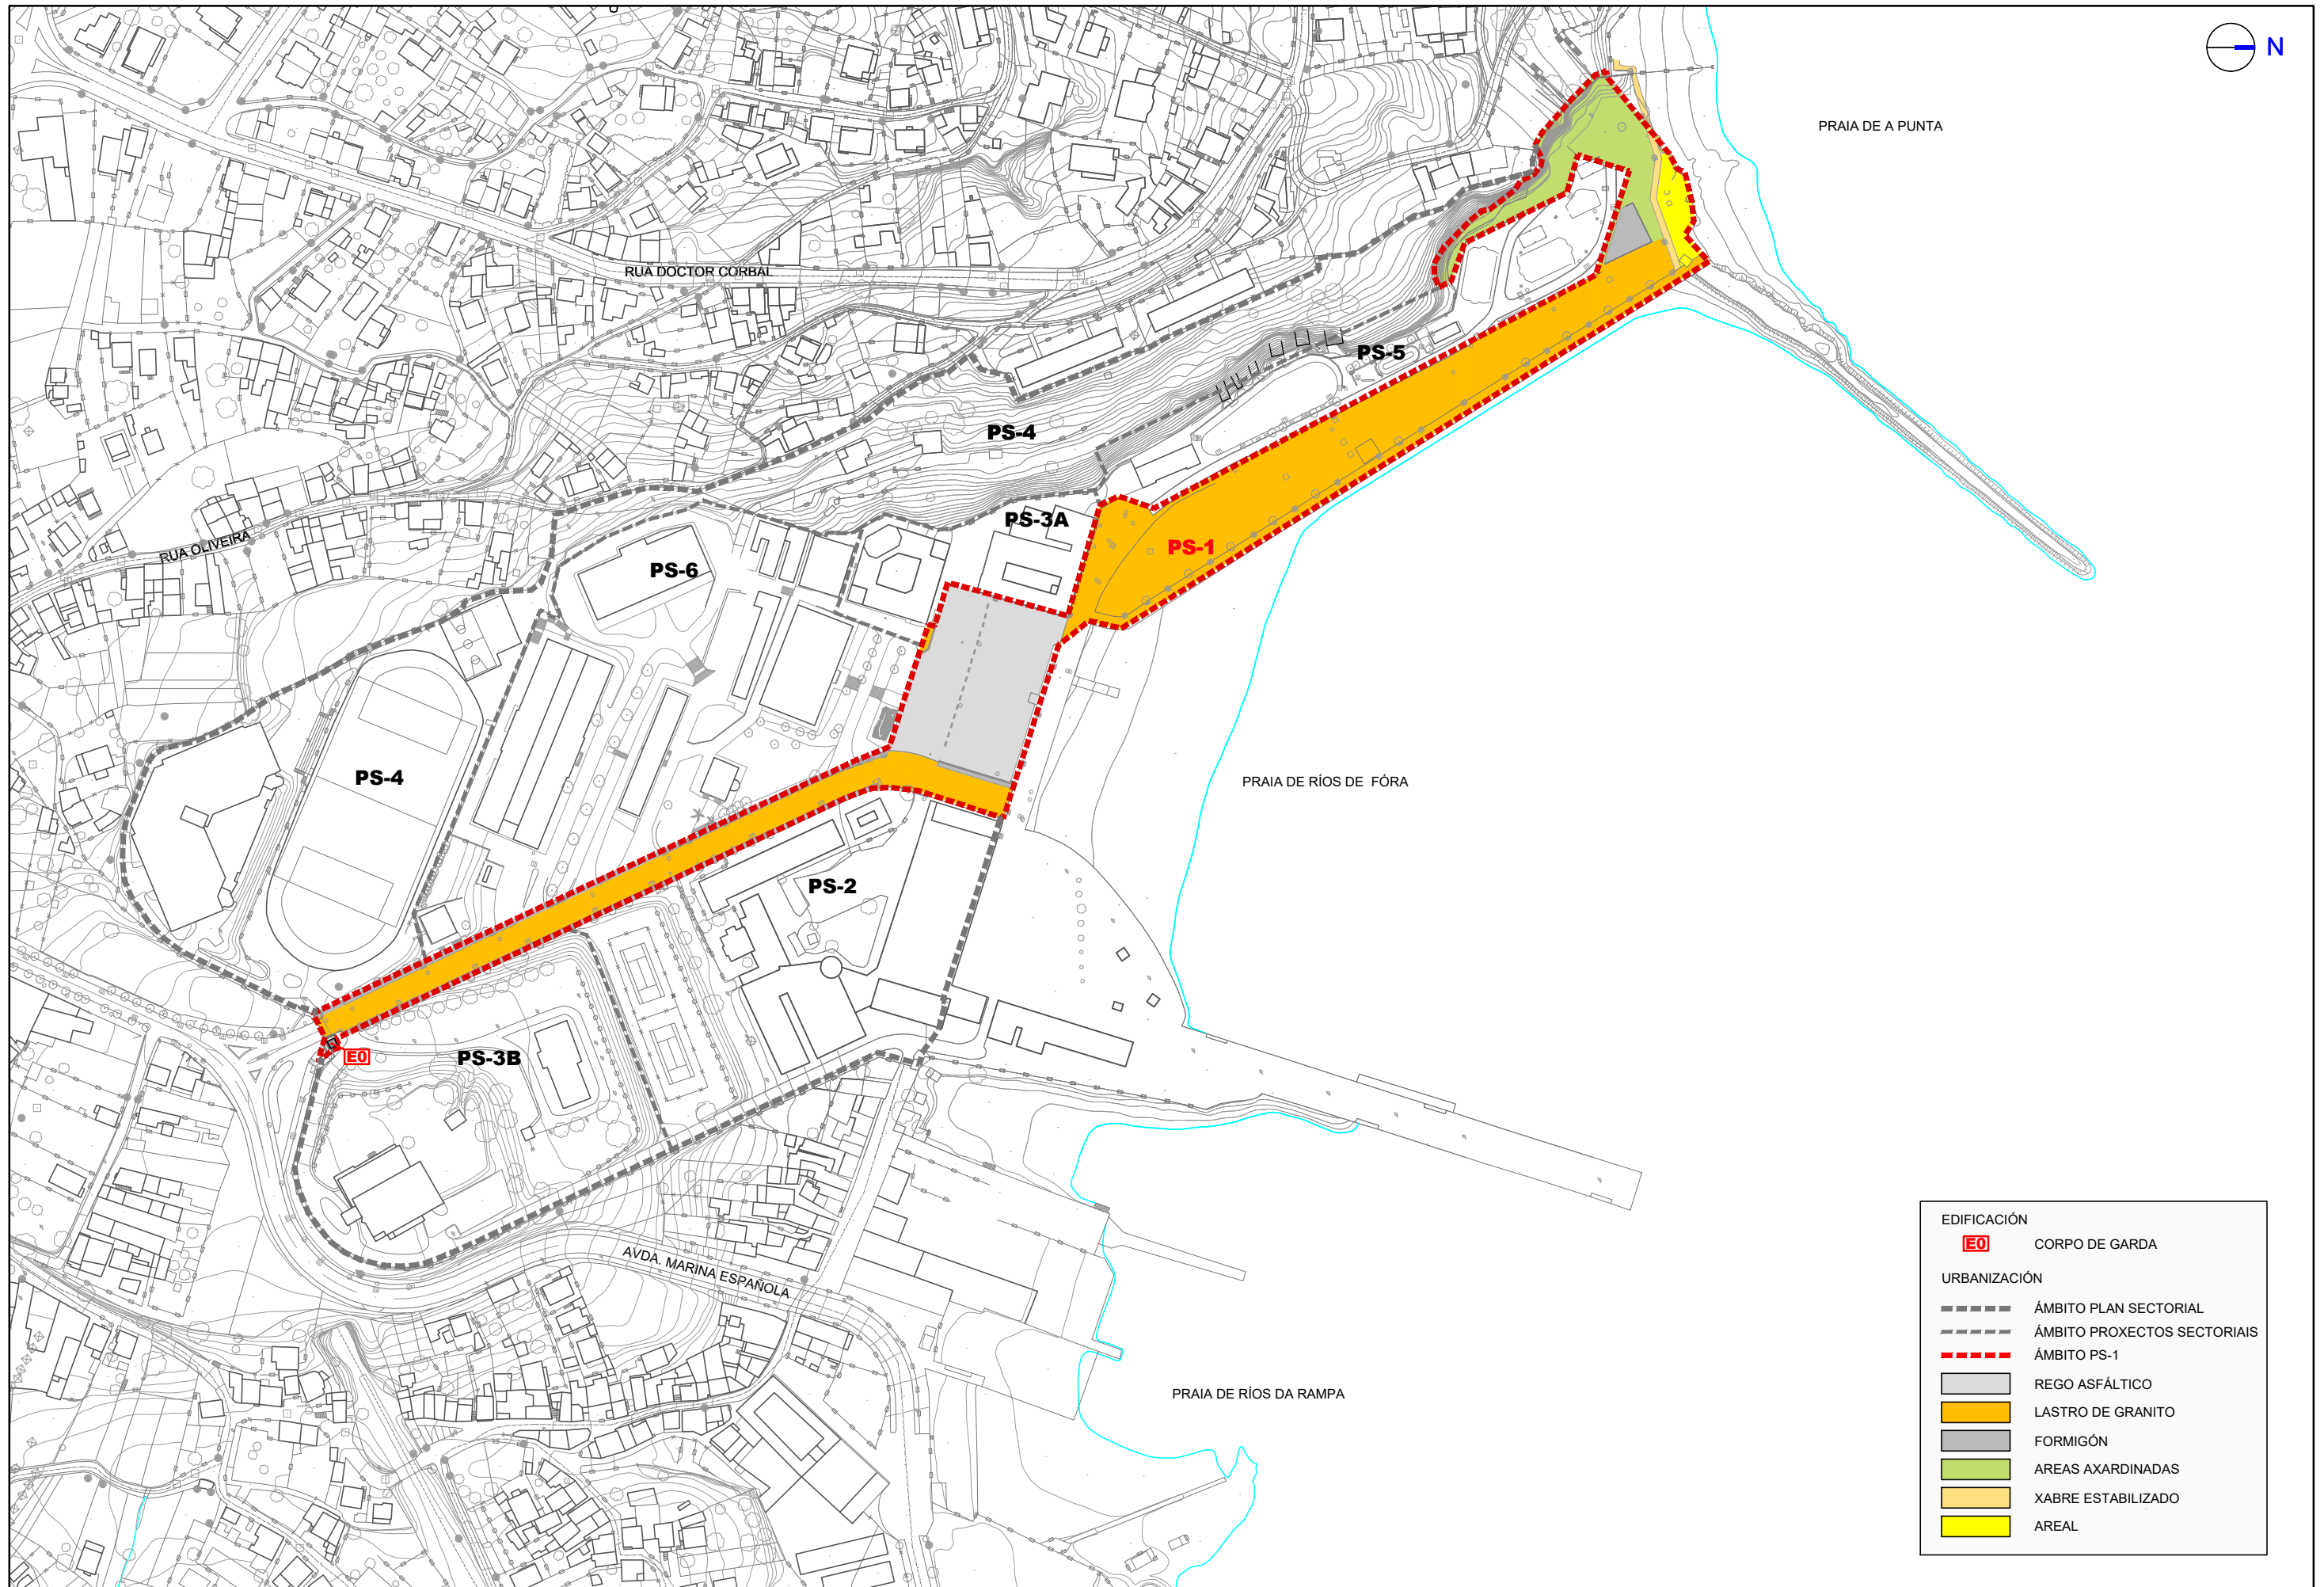 N
PRAIA DE A PUNTA
RUA DOCTOR CORBAL
45.61
PS-5
PS-4
PS-3A
RUA OLIVEIRA
PS-1
PS-6
PS-4
PRAIA DE RÍOS DE FÓRA
PS-2
E0
PS-3B
AVDA. MARINA ESPAÑOLA
PRAIA DE RÍOS DA RAMPA
EDIFICACIÓN
E0 CORPO DE GARDA
URBANIZACIÓN
ÁMBITO PLAN SECTORIAL
ÁMBITO PROXECTOS SECTORIAIS
ÁMBITO PS-1
REGO ASFÁLTICO
LASTRO DE GRANITO
FORMIGÓN
AREAS AXARDINADAS
XABRE ESTABILIZADO
AREAL